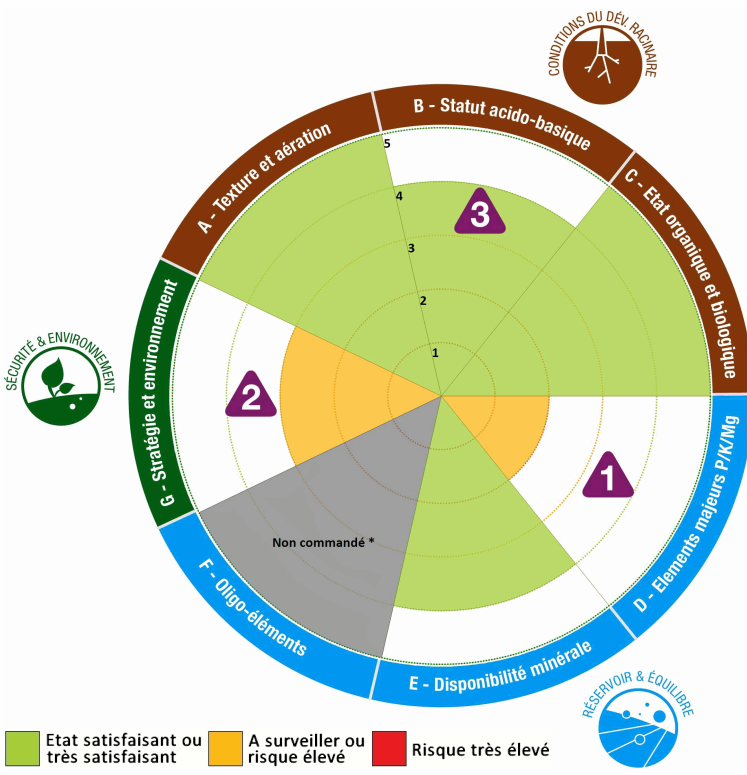 CONDITIONS DU DÉV. RACINAIRE
B - Statut acido-basique
A - Texture et aération
C - Etat organique et biologique
5
4
3
2
1
3
SÉCURITÉ & ENVIRONNEMENT
G - Stratégie et environnement
2
1
D - Elements majeurs P/K/Mg
Non commandé *
F - Oligo-éléments
E - Disponibilité minérale
RÉSERVOIR & ÉQUILIBRE
Etat satisfaisant ou
très satisfaisant
A surveiller ou
risque élevé
Risque très élevé